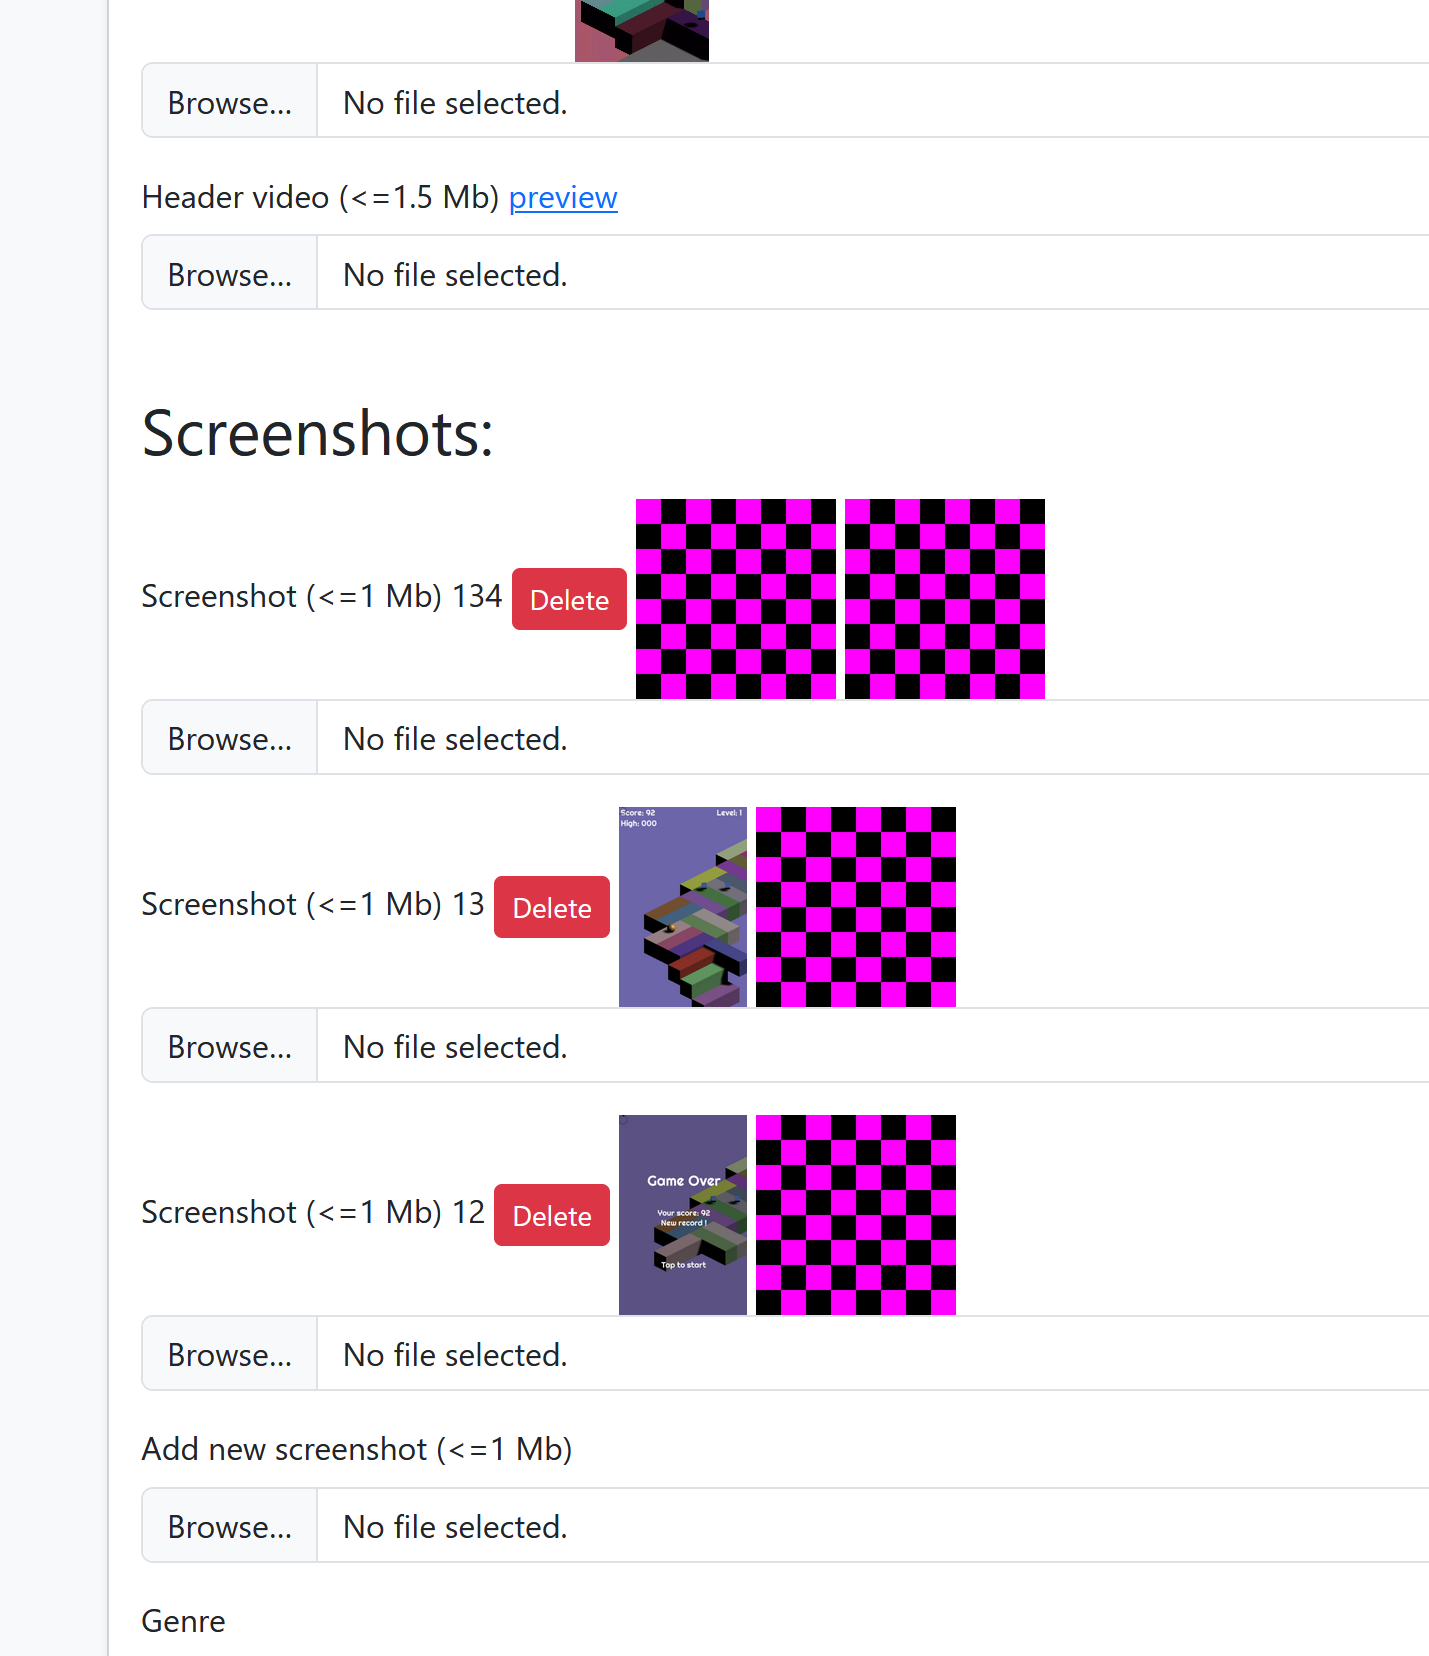 Browse... No file selected.
Header video (<=1.5 Mb) preview
Browse... No file selected.
Screenshots:
Screenshot (<=1 Mb) 134 Delete
Browse... No file selected.
Score: 92 Level: 1
High: 000
Screenshot (<=1 Mb) 13 Delete
Browse... No file selected.
Game Over
Your score: 92
New record !
Screenshot (<=1 Mb) 12 Delete
Tap to start
Browse... No file selected.
Add new screenshot (<=1 Mb)
Browse... No file selected.
Genre